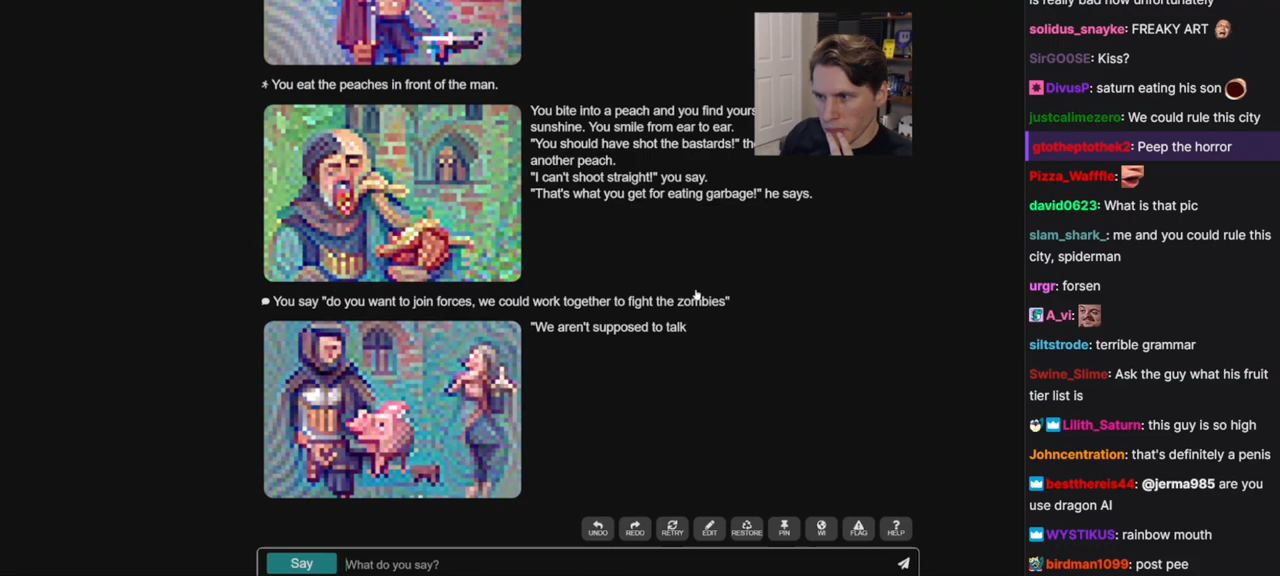 is really bad now unfortunately
solidus_snayke: FREAKY ART
SirGO0SE: Kiss?
DivusP: saturn eating his son
justcalimezero: We could rule this city
gtotheptothek2: Peep the horror
Pizza_Wafffle:
david0623: What is that pic
slam_shark_: me and you could rule this
city, spiderman
urgr: forsen
A_vi:
siltstrode: terrible grammar
Swine_Slime: Ask the guy what his fruit
tier list is
Lilith_Saturn: this guy is so high
Johncentration: that's definitely a penis
bestthereis44: @jerma985 are you
use dragon AI
WYSTIKUS: rainbow mouth
birdman1099: post pee
You eat the peaches in front of the man.
You bite into a peach and you find yours
sunshine. You smile from ear to ear.
"You should have shot the bastards!" th
another peach.
"I can't shoot straight!" you say.
"That's what you get for eating garbage!" he says.
You say "do you want to join forces, we could work together to fight the zombies"
"We aren't supposed to talk
UNDO REDO RETRY EDIT RESTORE PIN WI FLAG HELP
Say What do you say?